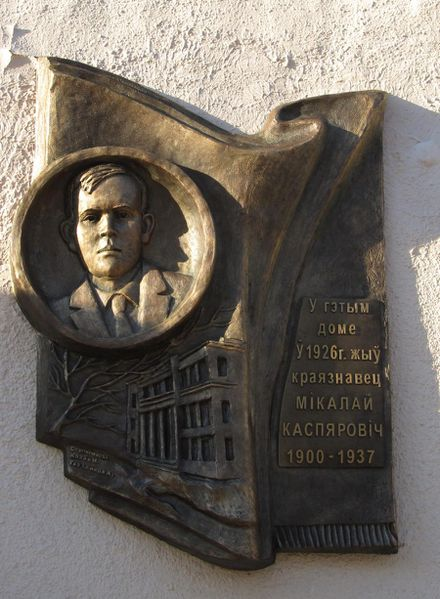 У гэтым
доме
ў 1926г. жыў
краязнавец
МІКАЛАЙ
КАСПЯРОВІЧ
1900 - 1937